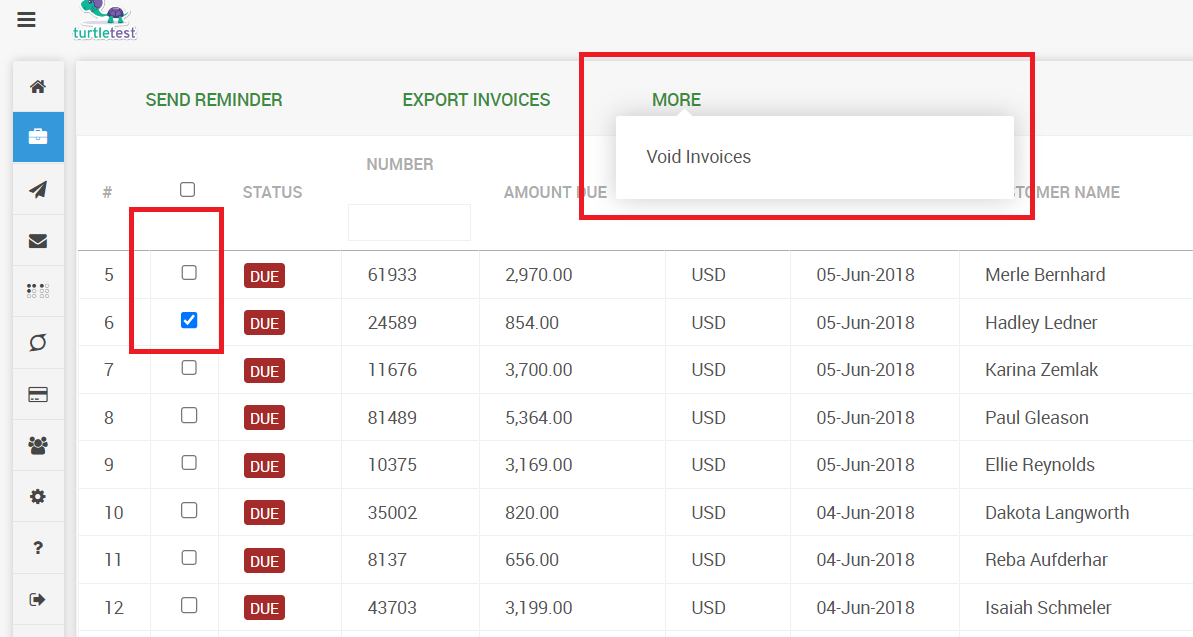 turtletest
SEND REMINDER EXPORT INVOICES MORE
Void Invoices
# STATUS NUMBER AMOUNT DUE TOMER NAME
5 DUE 61933 2,970.00 USD 05-Jun-2018 Merle Bernhard
6 DUE 24589 854.00 USD 05-Jun-2018 Hadley Ledner
7 DUE 11676 3,700.00 USD 05-Jun-2018 Karina Zemlak
8 DUE 81489 5,364.00 USD 05-Jun-2018 Paul Gleason
9 DUE 10375 3,169.00 USD 05-Jun-2018 Ellie Reynolds
10 DUE 35002 820.00 USD 04-Jun-2018 Dakota Langworth
11 DUE 8137 656.00 USD 04-Jun-2018 Reba Aufderhar
12 DUE 43703 3,199.00 USD 04-Jun-2018 Isaiah Schmeler